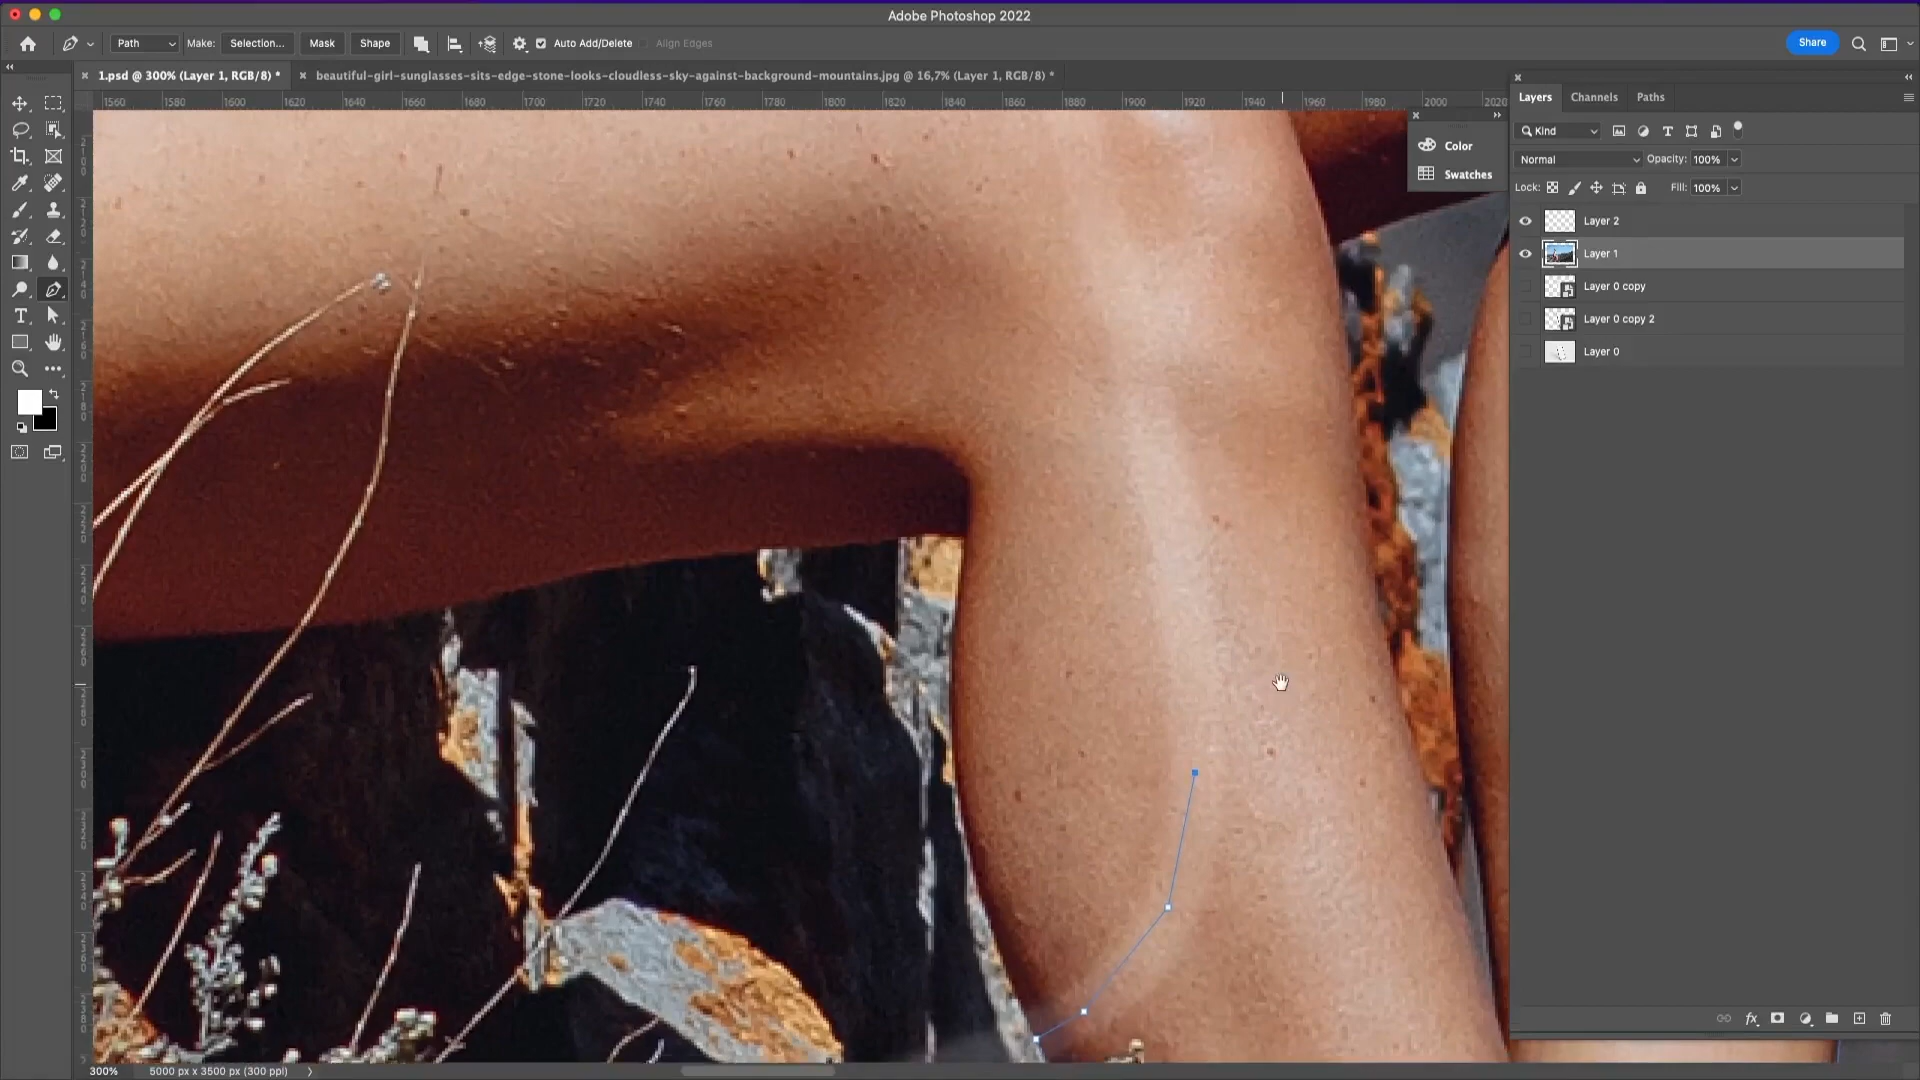 Adobe Photoshop 2022
Path Make: Selection... Mask Shape Auto Add/Delete Align Edges Share
1.psd @ 300% (Layer 1, RGB/8) * beautiful-girl-sunglasses-sits-edge-stone-looks-cloudless-sky-against-background-mountains.jpg @ 16,7% (Layer 1, RGB/8) *
1560 1580 1600 1620 1640 1660 1680 1700 1720 1740 1760 1780 1800 1820 1840 1860 1880 1900 1920 1940 1960 1980 2000 2020
Layers Channels Paths
Kind
Color
Swatches
Normal Opacity: 100%
Lock: Fill: 100%
Layer 2
Layer 1
Layer 0 copy
Layer 0 copy 2
Layer 0
300% 5000 px x 3500 px (300 ppi)